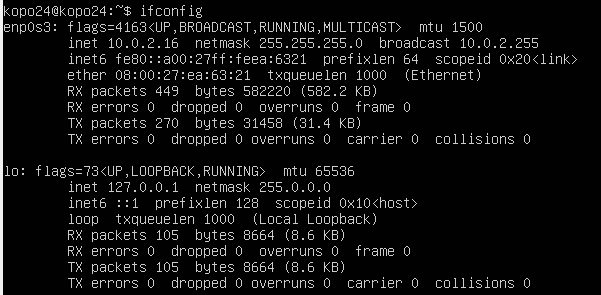 kopo24@kopo24:~$ ifconfig
enp0s3: flags=4163<UP,BROADCAST,RUNNING,MULTICAST>  mtu 1500
        inet 10.0.2.16  netmask 255.255.255.0  broadcast 10.0.2.255
        inet6 fe80::a00:27ff:feea:6321  prefixlen 64  scopeid 0x20<link>
        ether 08:00:27:ea:63:21  txqueuelen 1000  (Ethernet)
        RX packets 449  bytes 582220 (582.2 KB)
        RX errors 0  dropped 0  overruns 0  frame 0
        TX packets 270  bytes 31458 (31.4 KB)
        TX errors 0  dropped 0 overruns 0  carrier 0  collisions 0

lo: flags=73<UP,LOOPBACK,RUNNING>  mtu 65536
        inet 127.0.0.1  netmask 255.0.0.0
        inet6 ::1  prefixlen 128  scopeid 0x10<host>
        loop  txqueuelen 1000  (Local Loopback)
        RX packets 105  bytes 8664 (8.6 KB)
        RX errors 0  dropped 0  overruns 0  frame 0
        TX packets 105  bytes 8664 (8.6 KB)
        TX errors 0  dropped 0 overruns 0  carrier 0  collisions 0